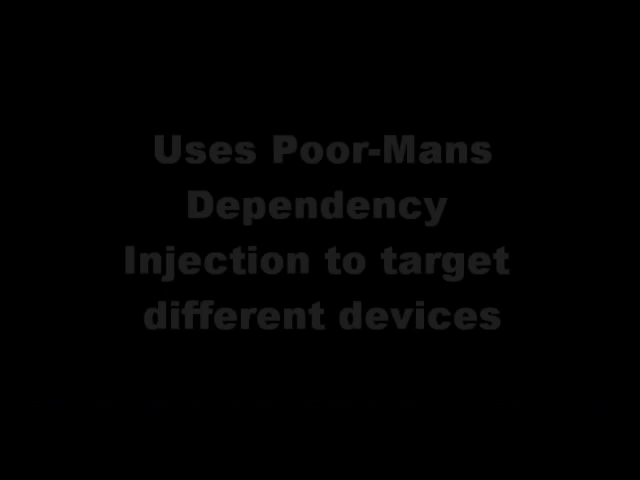 Uses Poor-Mans
Dependency
Injection to target
different devices